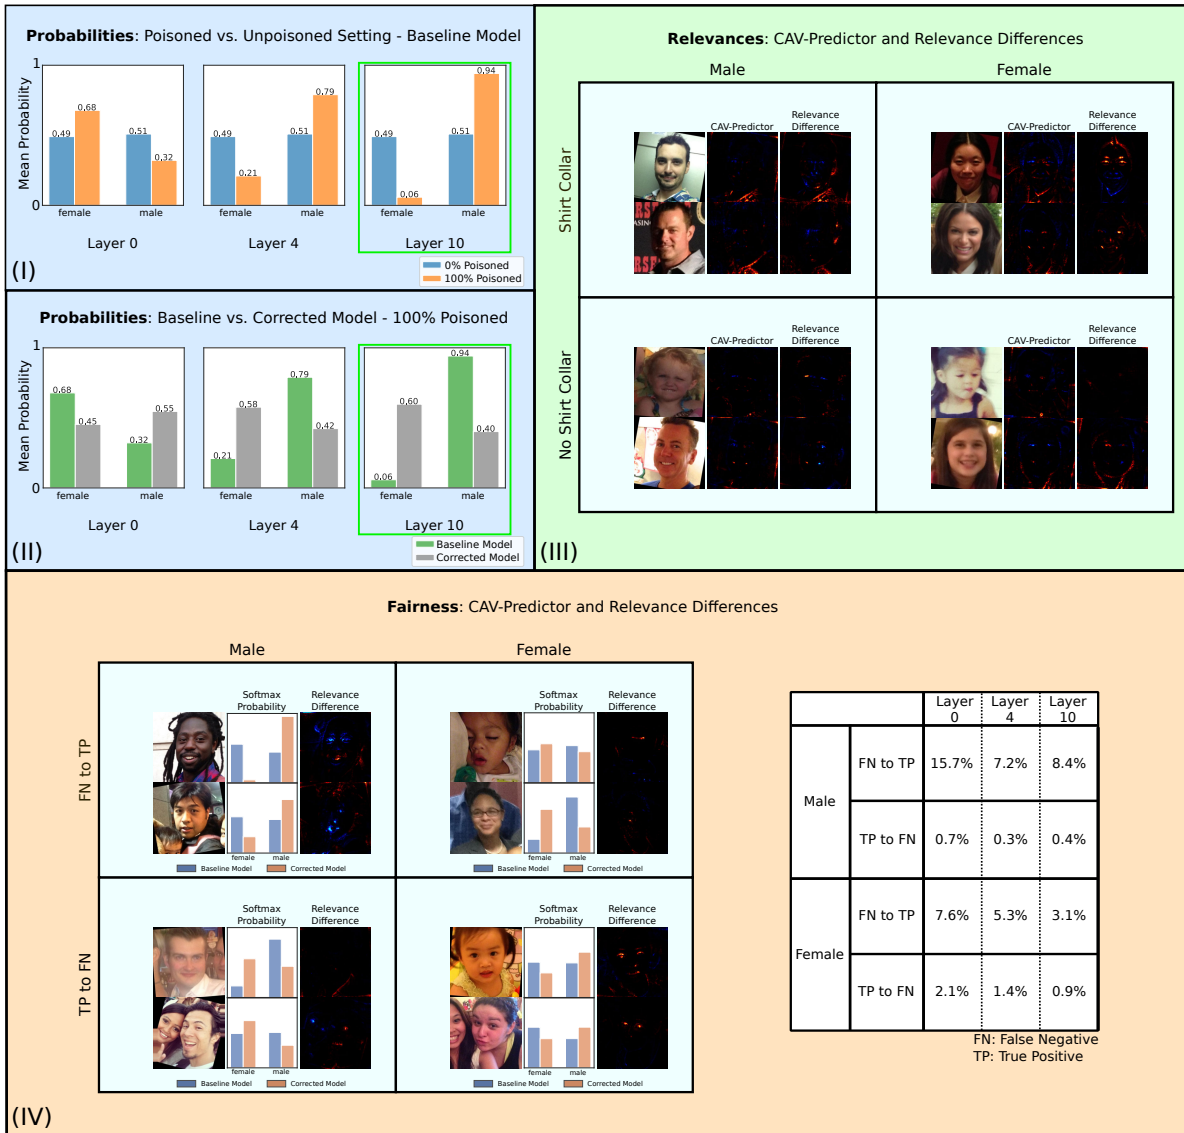 Probabilities: Poisoned vs. Unpoisoned Setting - Baseline Model
Mean Probability
1
0
0.49
0.68
0.51
0.32
female
male
Layer 0
0.49
0.21
0.51
0.79
female
male
Layer 4
0.49
0.06
0.51
0.94
female
male
Layer 10
0% Poisoned
100% Poisoned
(I)
Probabilities: Baseline vs. Corrected Model - 100% Poisoned
Mean Probability
1
0
0.68
0.45
0.32
0.55
female
male
Layer 0
0.21
0.58
0.79
0.42
female
male
Layer 4
0.06
0.60
0.94
0.40
female
male
Layer 10
Baseline Model
Corrected Model
(II)
Relevances: CAV-Predictor and Relevance Differences
Male
Female
Shirt Collar
CAV-Predictor
Relevance
Difference
CAV-Predictor
Relevance
Difference
No Shirt Collar
CAV-Predictor
Relevance
Difference
CAV-Predictor
Relevance
Difference
(III)
Fairness: CAV-Predictor and Relevance Differences
Male
Female
FN to TP
Softmax
Probability
Relevance
Difference
female
male
Baseline Model
Corrected Model
Softmax
Probability
Relevance
Difference
female
male
Baseline Model
Corrected Model
TP to FN
Softmax
Probability
Relevance
Difference
female
male
Baseline Model
Corrected Model
Softmax
Probability
Relevance
Difference
female
male
Baseline Model
Corrected Model
Layer
0
Layer
4
Layer
10
Male
FN to TP
15.7%
7.2%
8.4%
TP to FN
0.7%
0.3%
0.4%
Female
FN to TP
7.6%
5.3%
3.1%
TP to FN
2.1%
1.4%
0.9%
FN: False Negative
TP: True Positive
(IV)